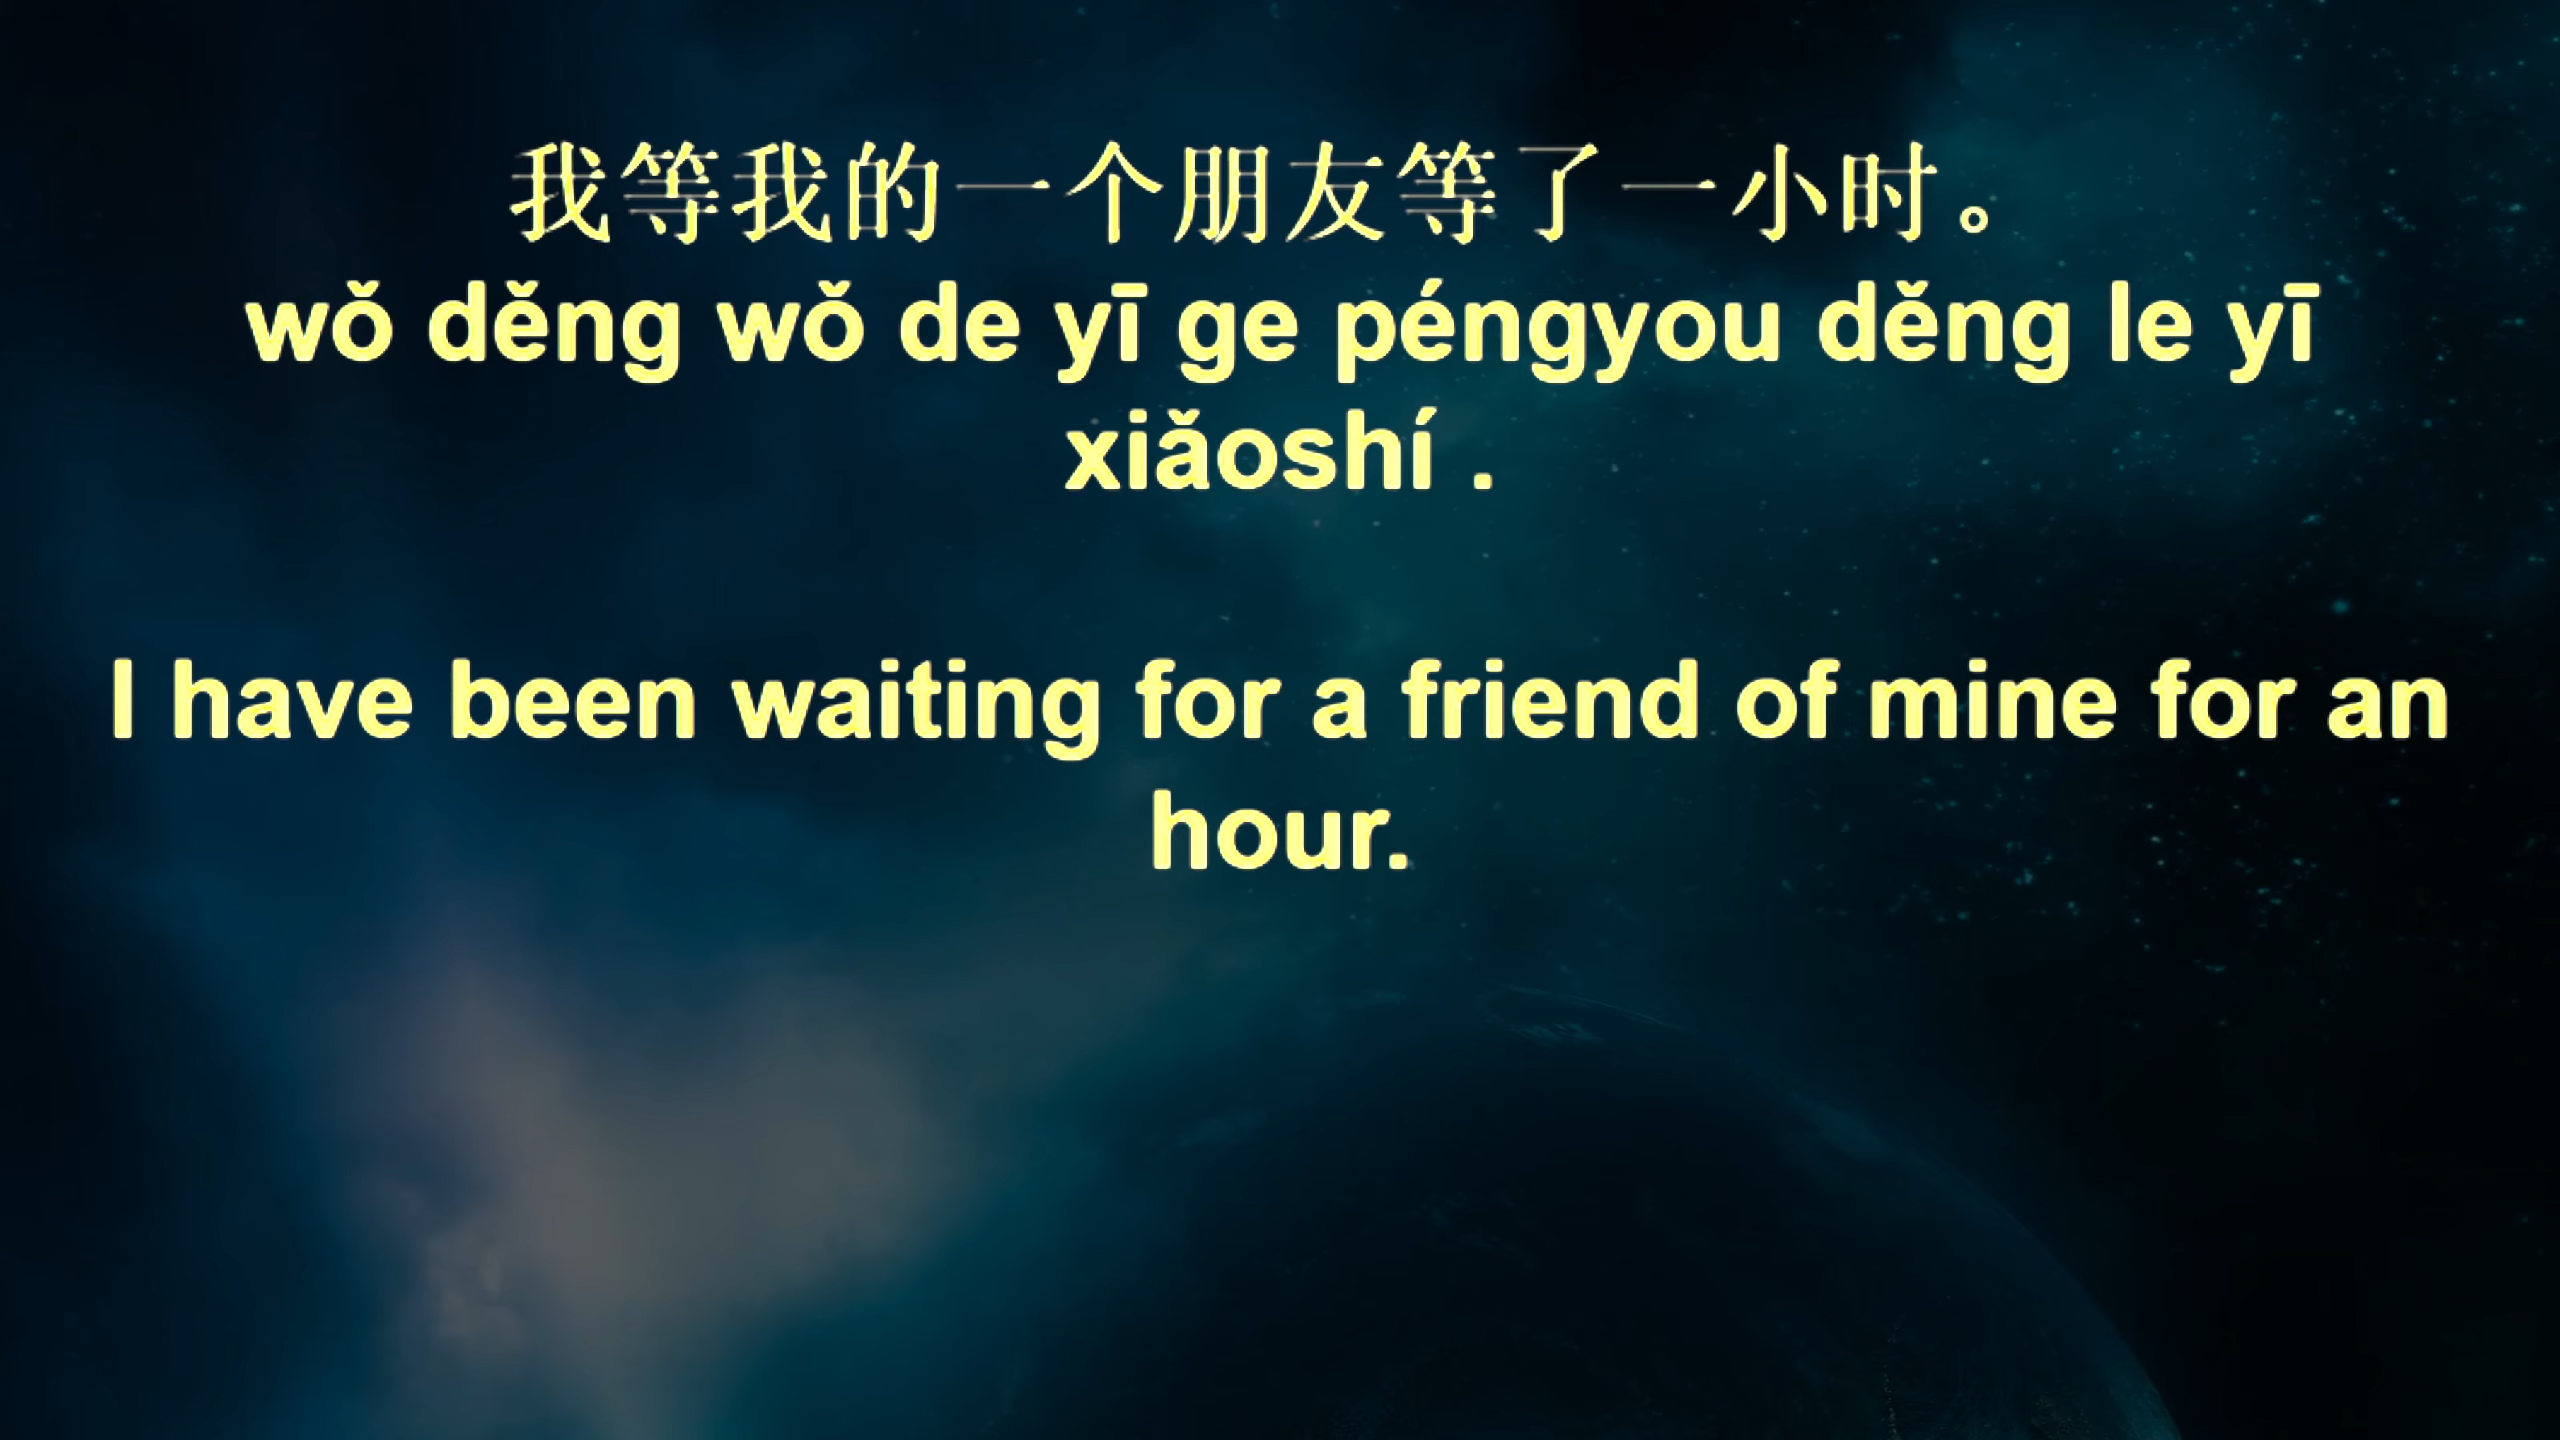 我等我的一个朋友等了一小时。
wǒ děng wǒ de yī ge péngyou děng le yī
xiǎoshí .
I have been waiting for a friend of mine for an
hour.